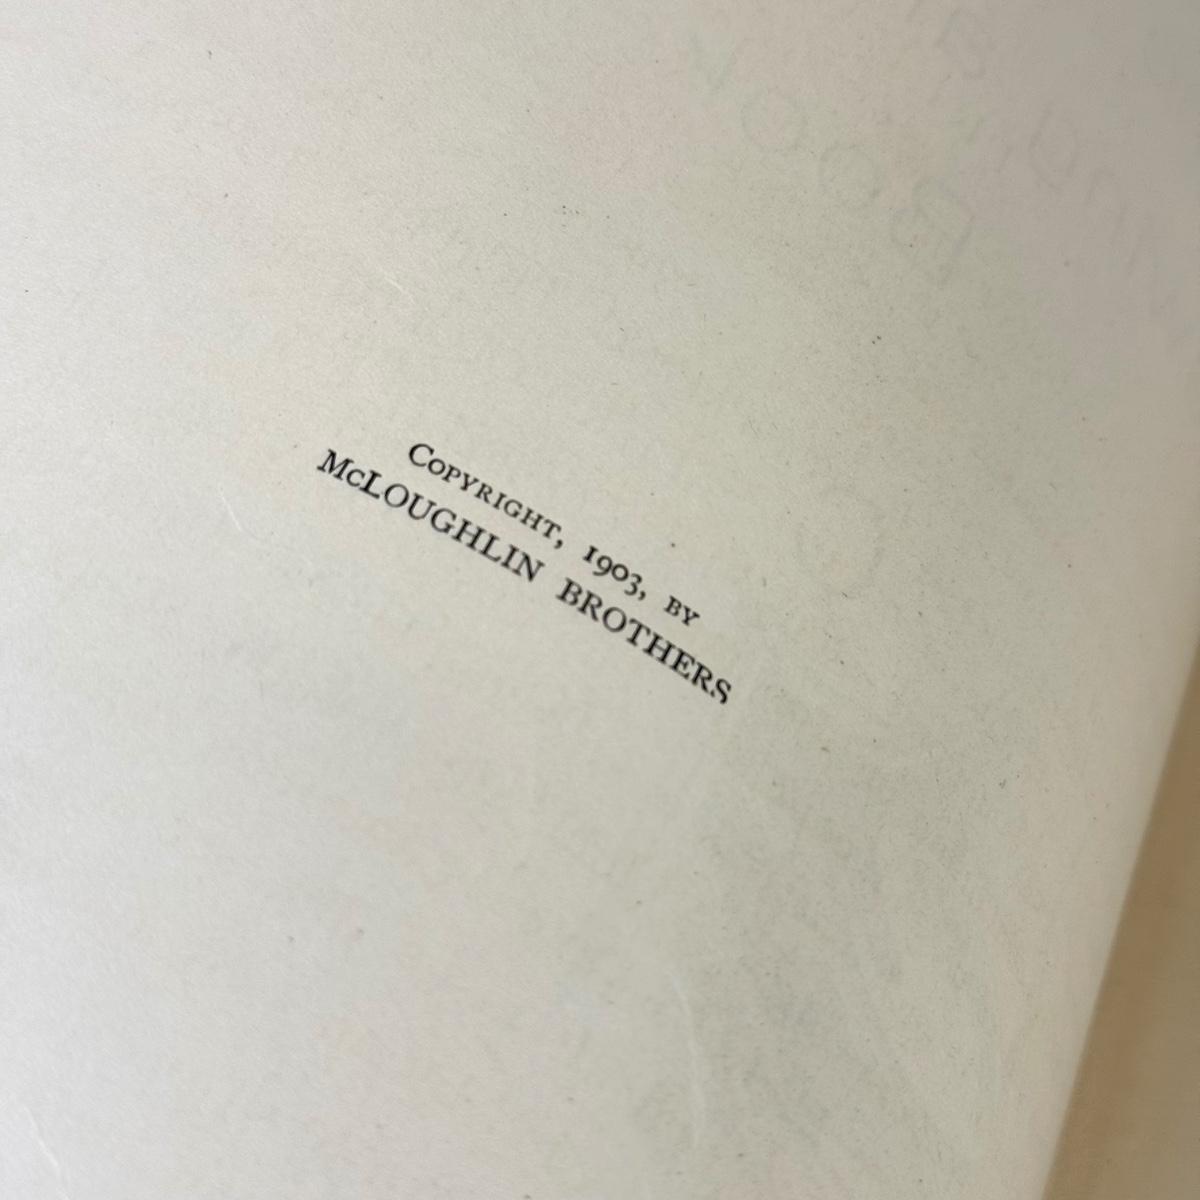 Copyright, 1903, by
McLOUGHLIN BROTHERS